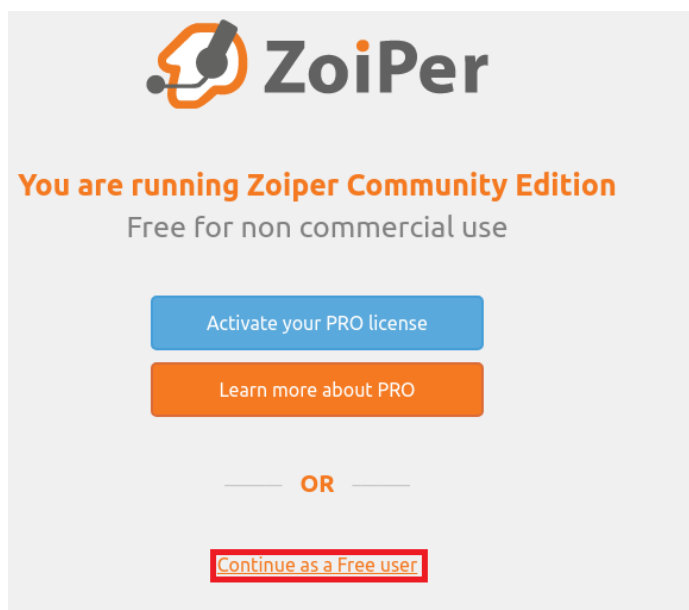 ZoiPer
You are running Zoiper Community Edition
Free for non commercial use
Activate your PRO license
Learn more about PRO
OR
Continue as a Free user